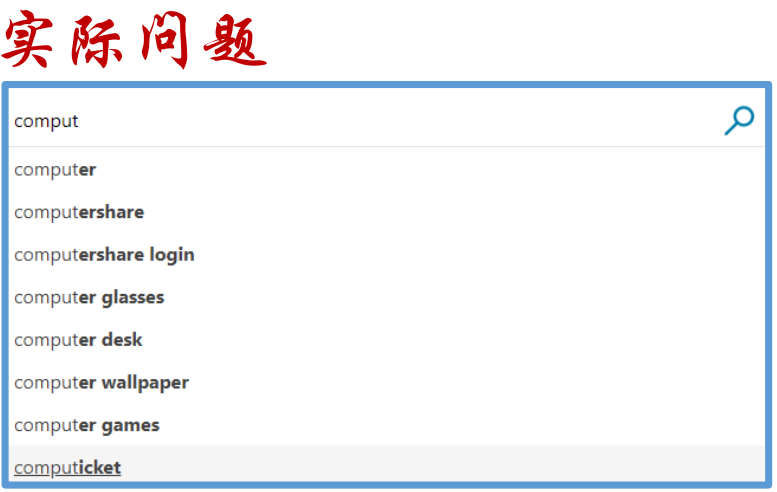 实际问题
comput
computer
computershare
computershare login
computer glasses
computer desk
computer wallpaper
computer games
computicket